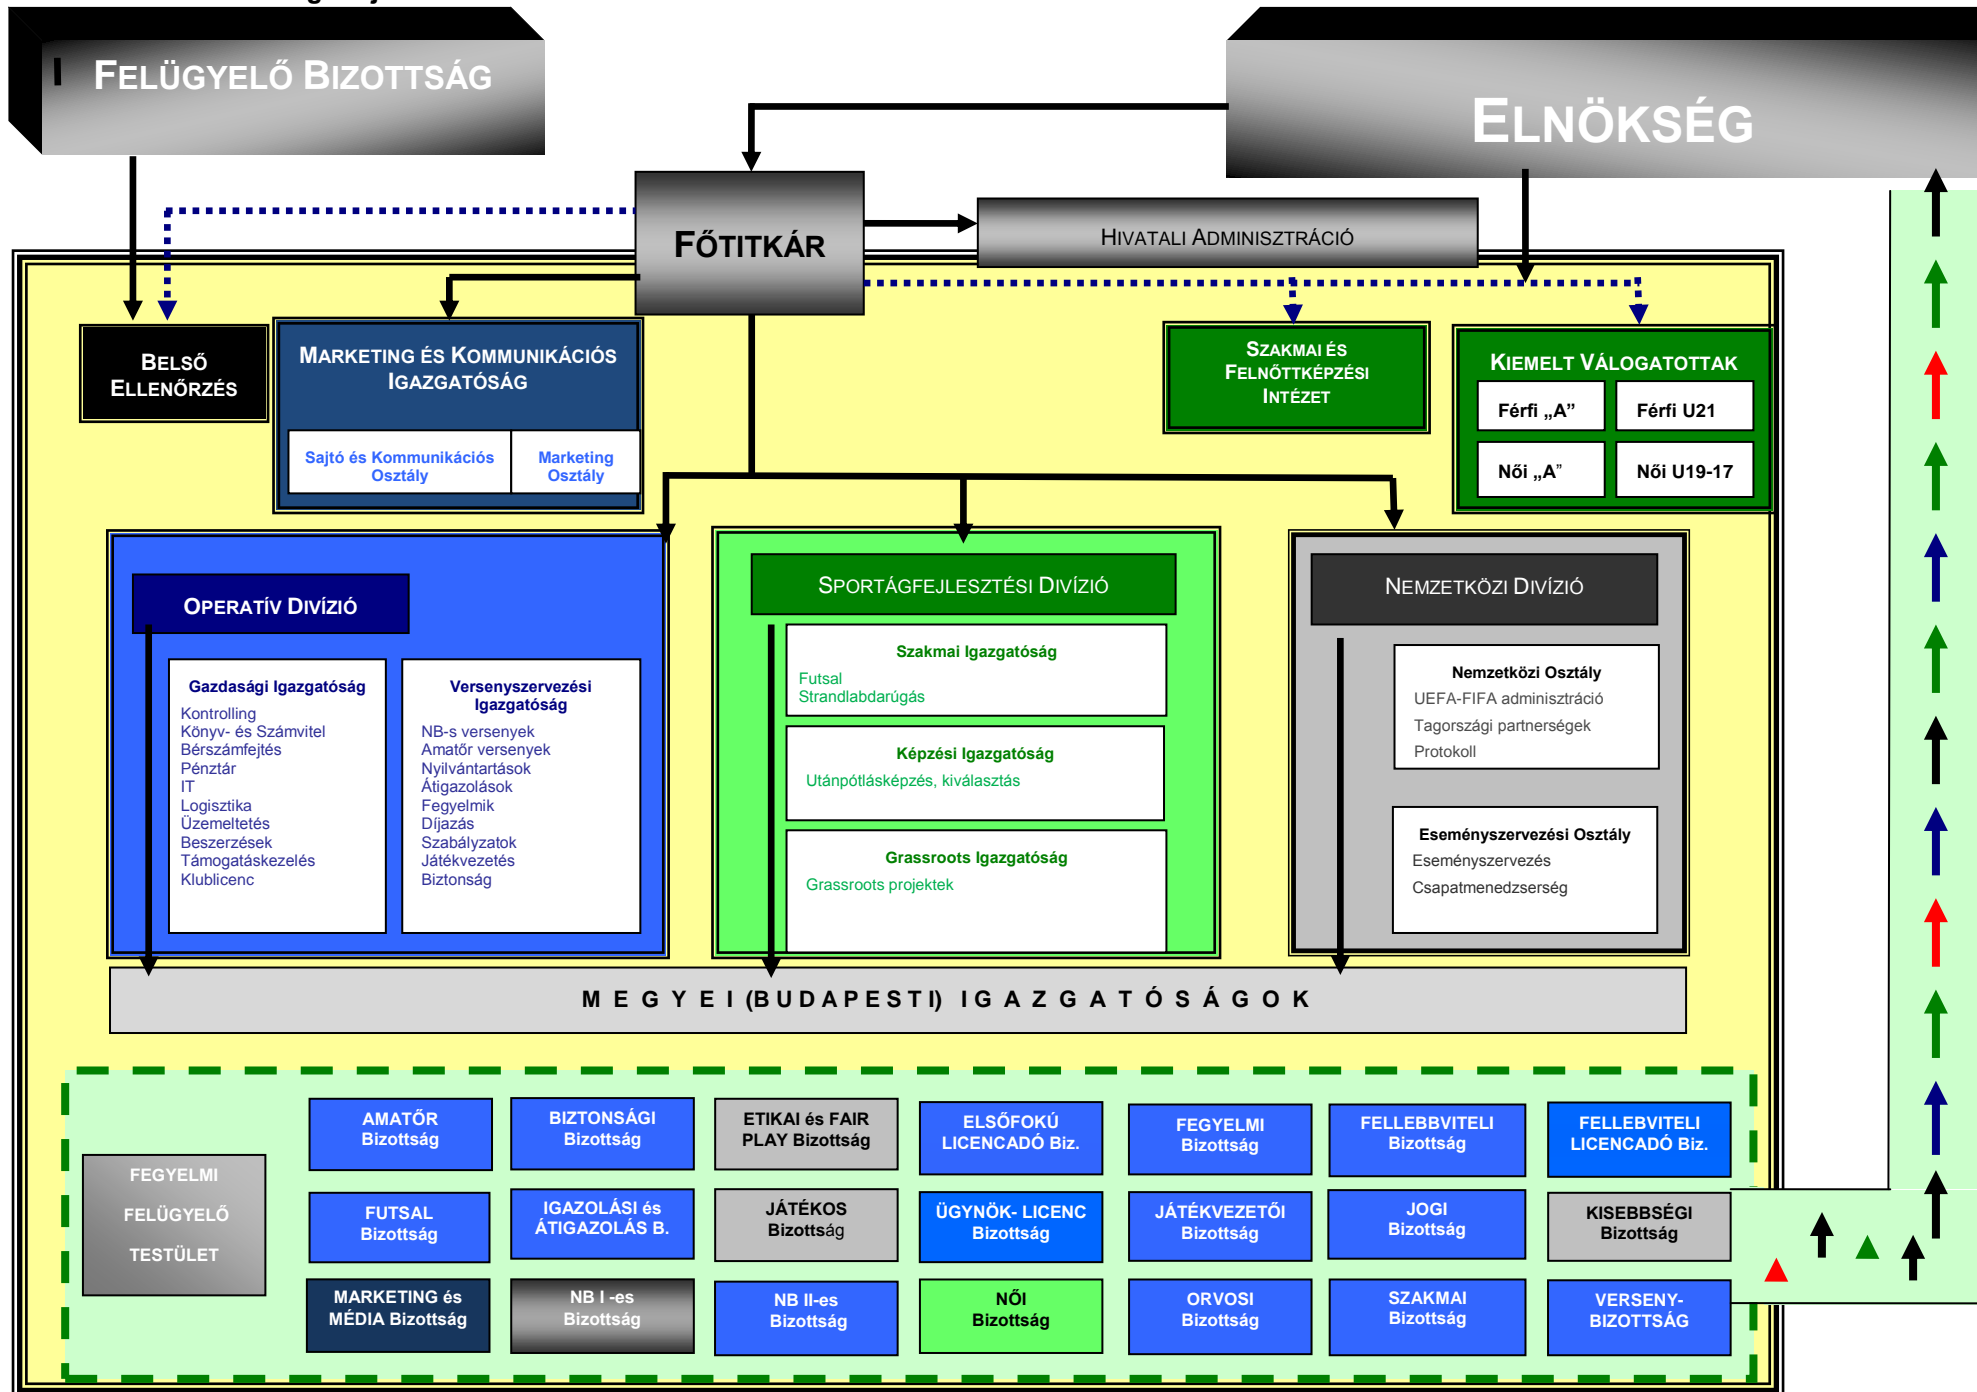 FELÜGYELŐ BIZOTTSÁG
ELNÖKSÉG
FŐTITKÁR
HIVATALI ADMINISZTRÁCIÓ
BELSŐ
ELLENŐRZÉS
MARKETING ÉS KOMMUNIKÁCIÓS
IGAZGATÓSÁG
Sajtó és Kommunikációs
Osztály
Marketing
Osztály
SZAKMAI ÉS
FELNŐTTKÉPZÉSI
INTÉZET
KIEMELT VÁLOGATOTTAK
Férfi „A”
Férfi U21
Női „A”
Női U19-17
OPERATÍV DIVÍZIÓ
Gazdasági Igazgatóság
Kontrolling
Könyv- és Számvitel
Bérszámfejtés
Pénztár
IT
Logisztika
Üzemeltetés
Beszerzések
Támogatáskezelés
Klublicenc
Versenyszervezési
Igazgatóság
NB-s versenyek
Amatőr versenyek
Nyilvántartások
Átigazolások
Fegyelmik
Díjazás
Szabályzatok
Játékvezetés
Biztonság
SPORTÁGFEJLESZTÉSI DIVÍZIÓ
Szakmai Igazgatóság
Futsal
Strandlabdarúgás
Képzési Igazgatóság
Utánpótlásképzés, kiválasztás
Grassroots Igazgatóság
Grassroots projektek
NEMZETKÖZI DIVÍZIÓ
Nemzetközi Osztály
UEFA-FIFA adminisztráció
Tagországi partnerségek
Protokoll
Eseményszervezési Osztály
Eseményszervezés
Csapatmenedzserség
MEGYEI (BUDAPESTI) IGAZGATÓSÁGOK
FEGYELMI
FELÜGYELŐ
TESTÜLET
AMATŐR
Bizottság
BIZTONSÁGI
Bizottság
ETIKAI és FAIR
PLAY Bizottság
ELSŐFOKÚ
LICENCADÓ Biz.
FEGYELMI
Bizottság
FELLEBBVITELI
Bizottság
FELLEBVITELI
LICENCADÓ Biz.
FUTSAL
Bizottság
IGAZOLÁSI és
ÁTIGAZOLÁS B.
JÁTÉKOS
Bizottság
ÜGYNÖK- LICENC
Bizottság
JÁTÉKVEZETŐI
Bizottság
JOGI
Bizottság
KISEBBSÉGI
Bizottság
MARKETING és
MÉDIA Bizottság
NB I -es
Bizottság
NB II-es
Bizottság
NŐI
Bizottság
ORVOSI
Bizottság
SZAKMAI
Bizottság
VERSENY-
BIZOTTSÁG